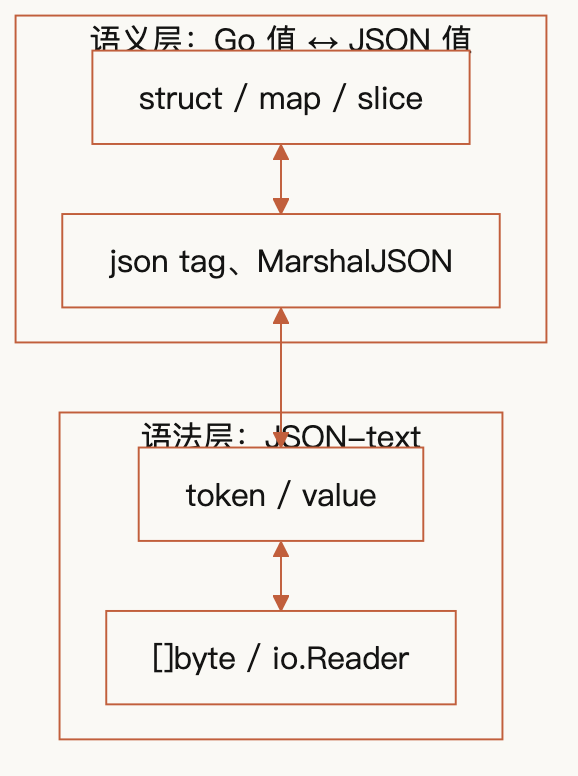 语义层：Go 值 ↔ JSON 值
struct / map / slice
json tag、MarshalJSON
语法层：JSON-text
token / value
[]byte / io.Reader